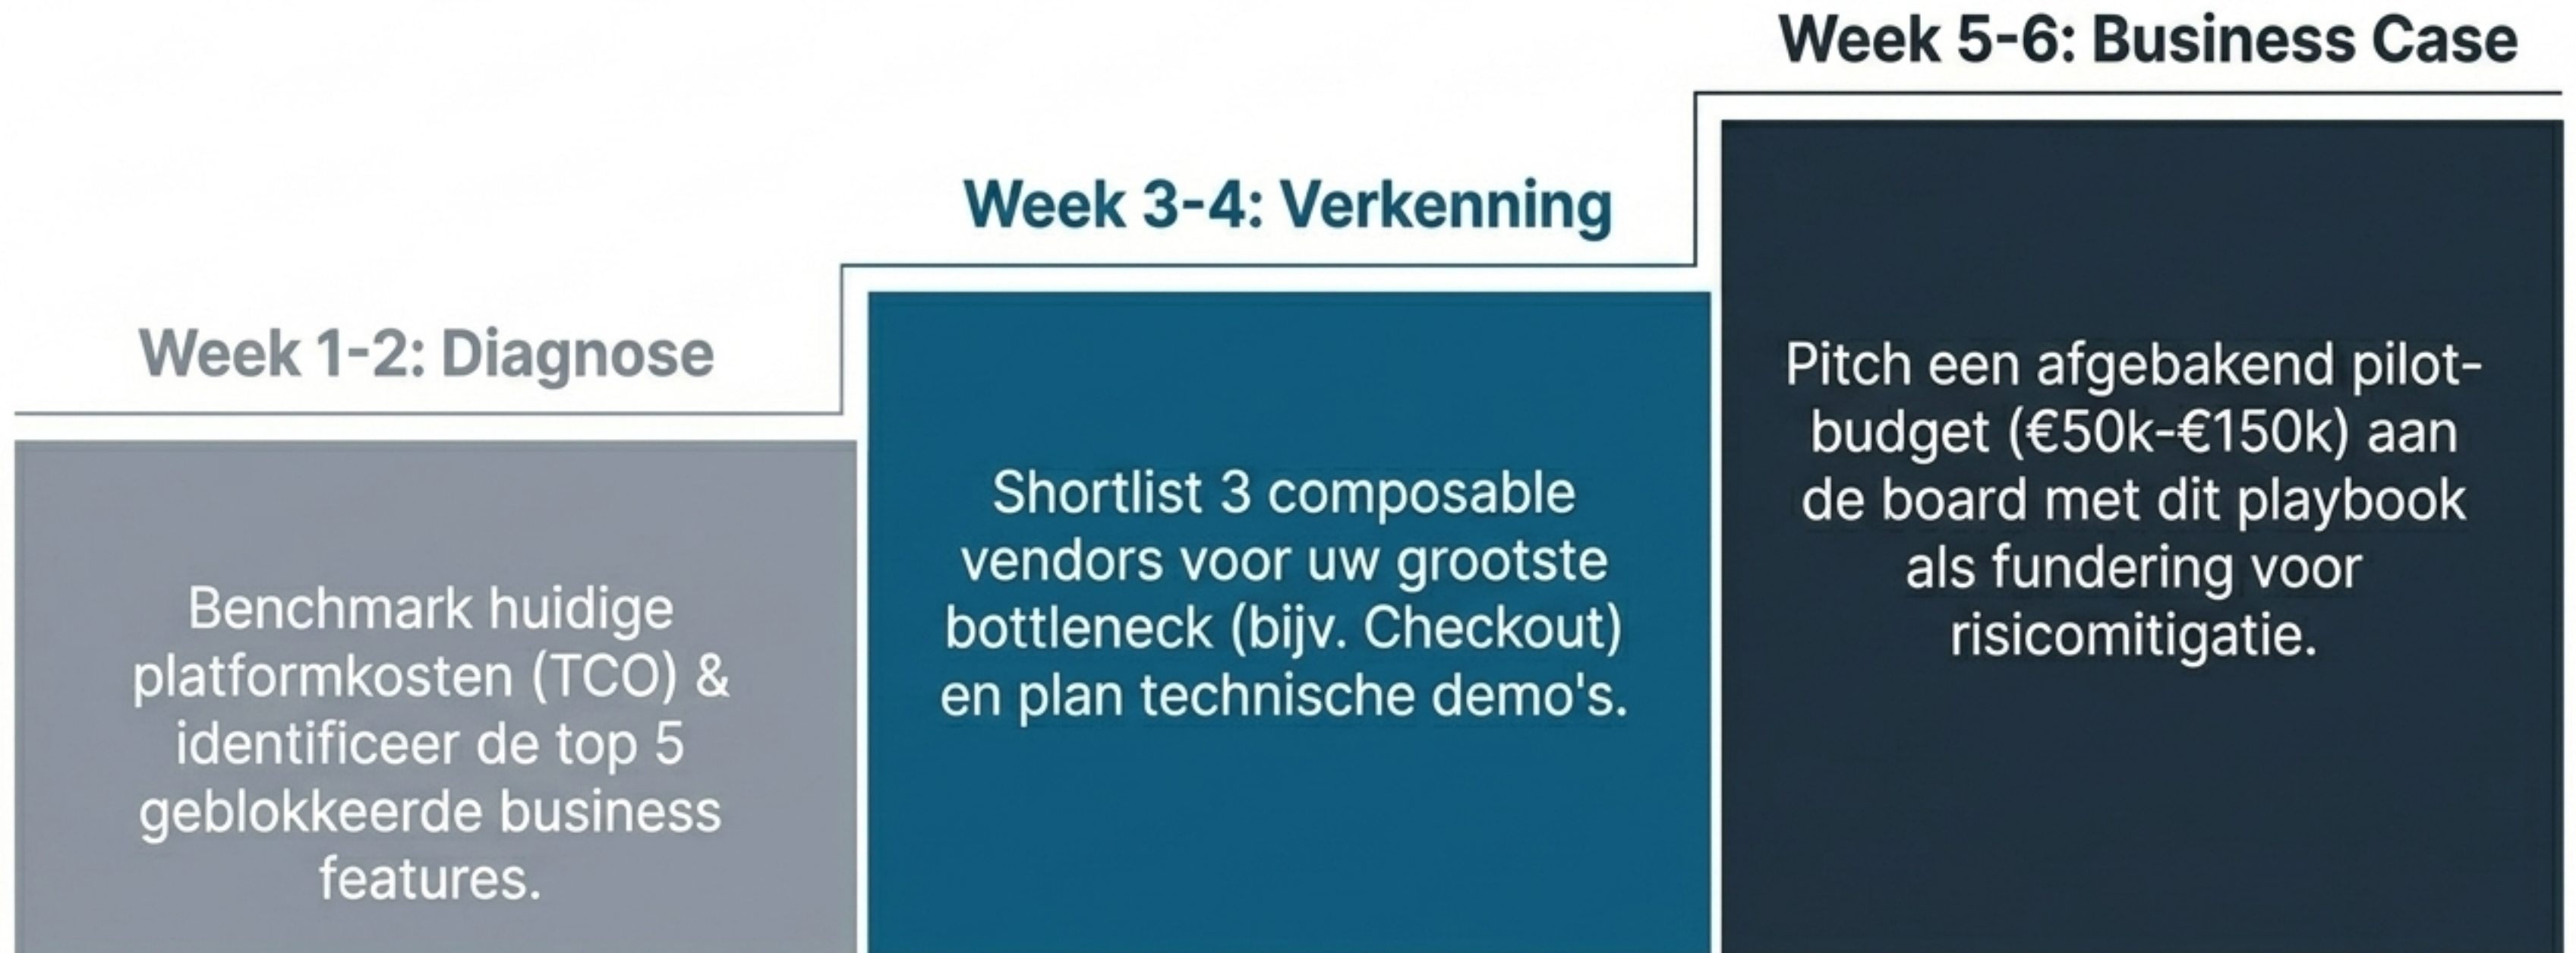 Week 1-2: Diagnose
Benchmark huidige
platformkosten (TCO) &
identificeer de top 5
geblokkeerde business
features.
Week 3-4: Verkenning
Shortlist 3 composable
vendors voor uw grootste
bottleneck (bijv. Checkout)
en plan technische demo's.
Week 5-6: Business Case
Pitch een afgebakend pilot-
budget (€50k-€150k) aan
de board met dit playbook
als fundering voor
risicomitigatie.